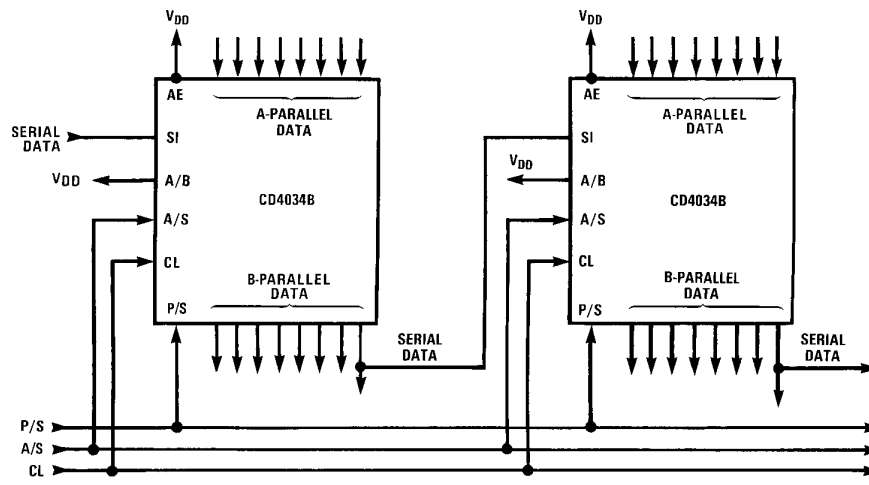 VDD
VDD
AE
A-PARALLEL
DATA
AE
A-PARALLEL
DATA
SERIAL
DATA
SI
SI
VDD
A/B
CD4034B
VDD
A/B
CD4034B
A/S
A/S
CL
CL
B-PARALLEL
DATA
B-PARALLEL
DATA
P/S
P/S
SERIAL
DATA
SERIAL
DATA
P/S
A/S
CL